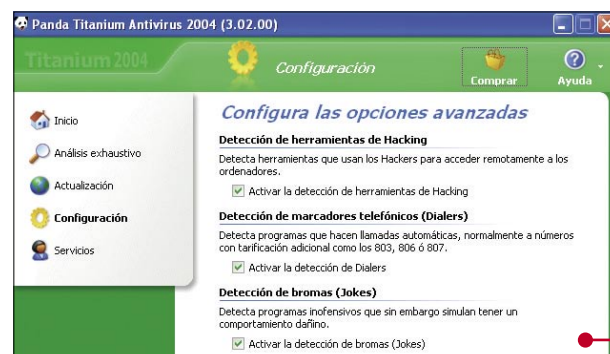 Panda Titanium Antivirus 2004 (3.02.00)
Titanium 2004
Configuración
Comprar
Ayuda
Inicio
Análisis exhaustivo
Actualización
Configuración
Servicios
Configura las opciones avanzadas
Detección de herramientas de Hacking
Detecta herramientas que usan los Hackers para acceder remotamente a los
ordenadores.
Activar la detección de herramientas de Hacking
Detección de marcadores telefónicos (Dialers)
Detecta programas que hacen llamadas automáticas, normalmente a números
con tarificación adicional como los 803, 806 ó 807.
Activar la detección de Dialers
Detección de bromas (Jokes)
Detecta programas inofensivos que sin embargo simulan tener un
comportamiento dañino.
Activar la detección de bromas (Jokes)